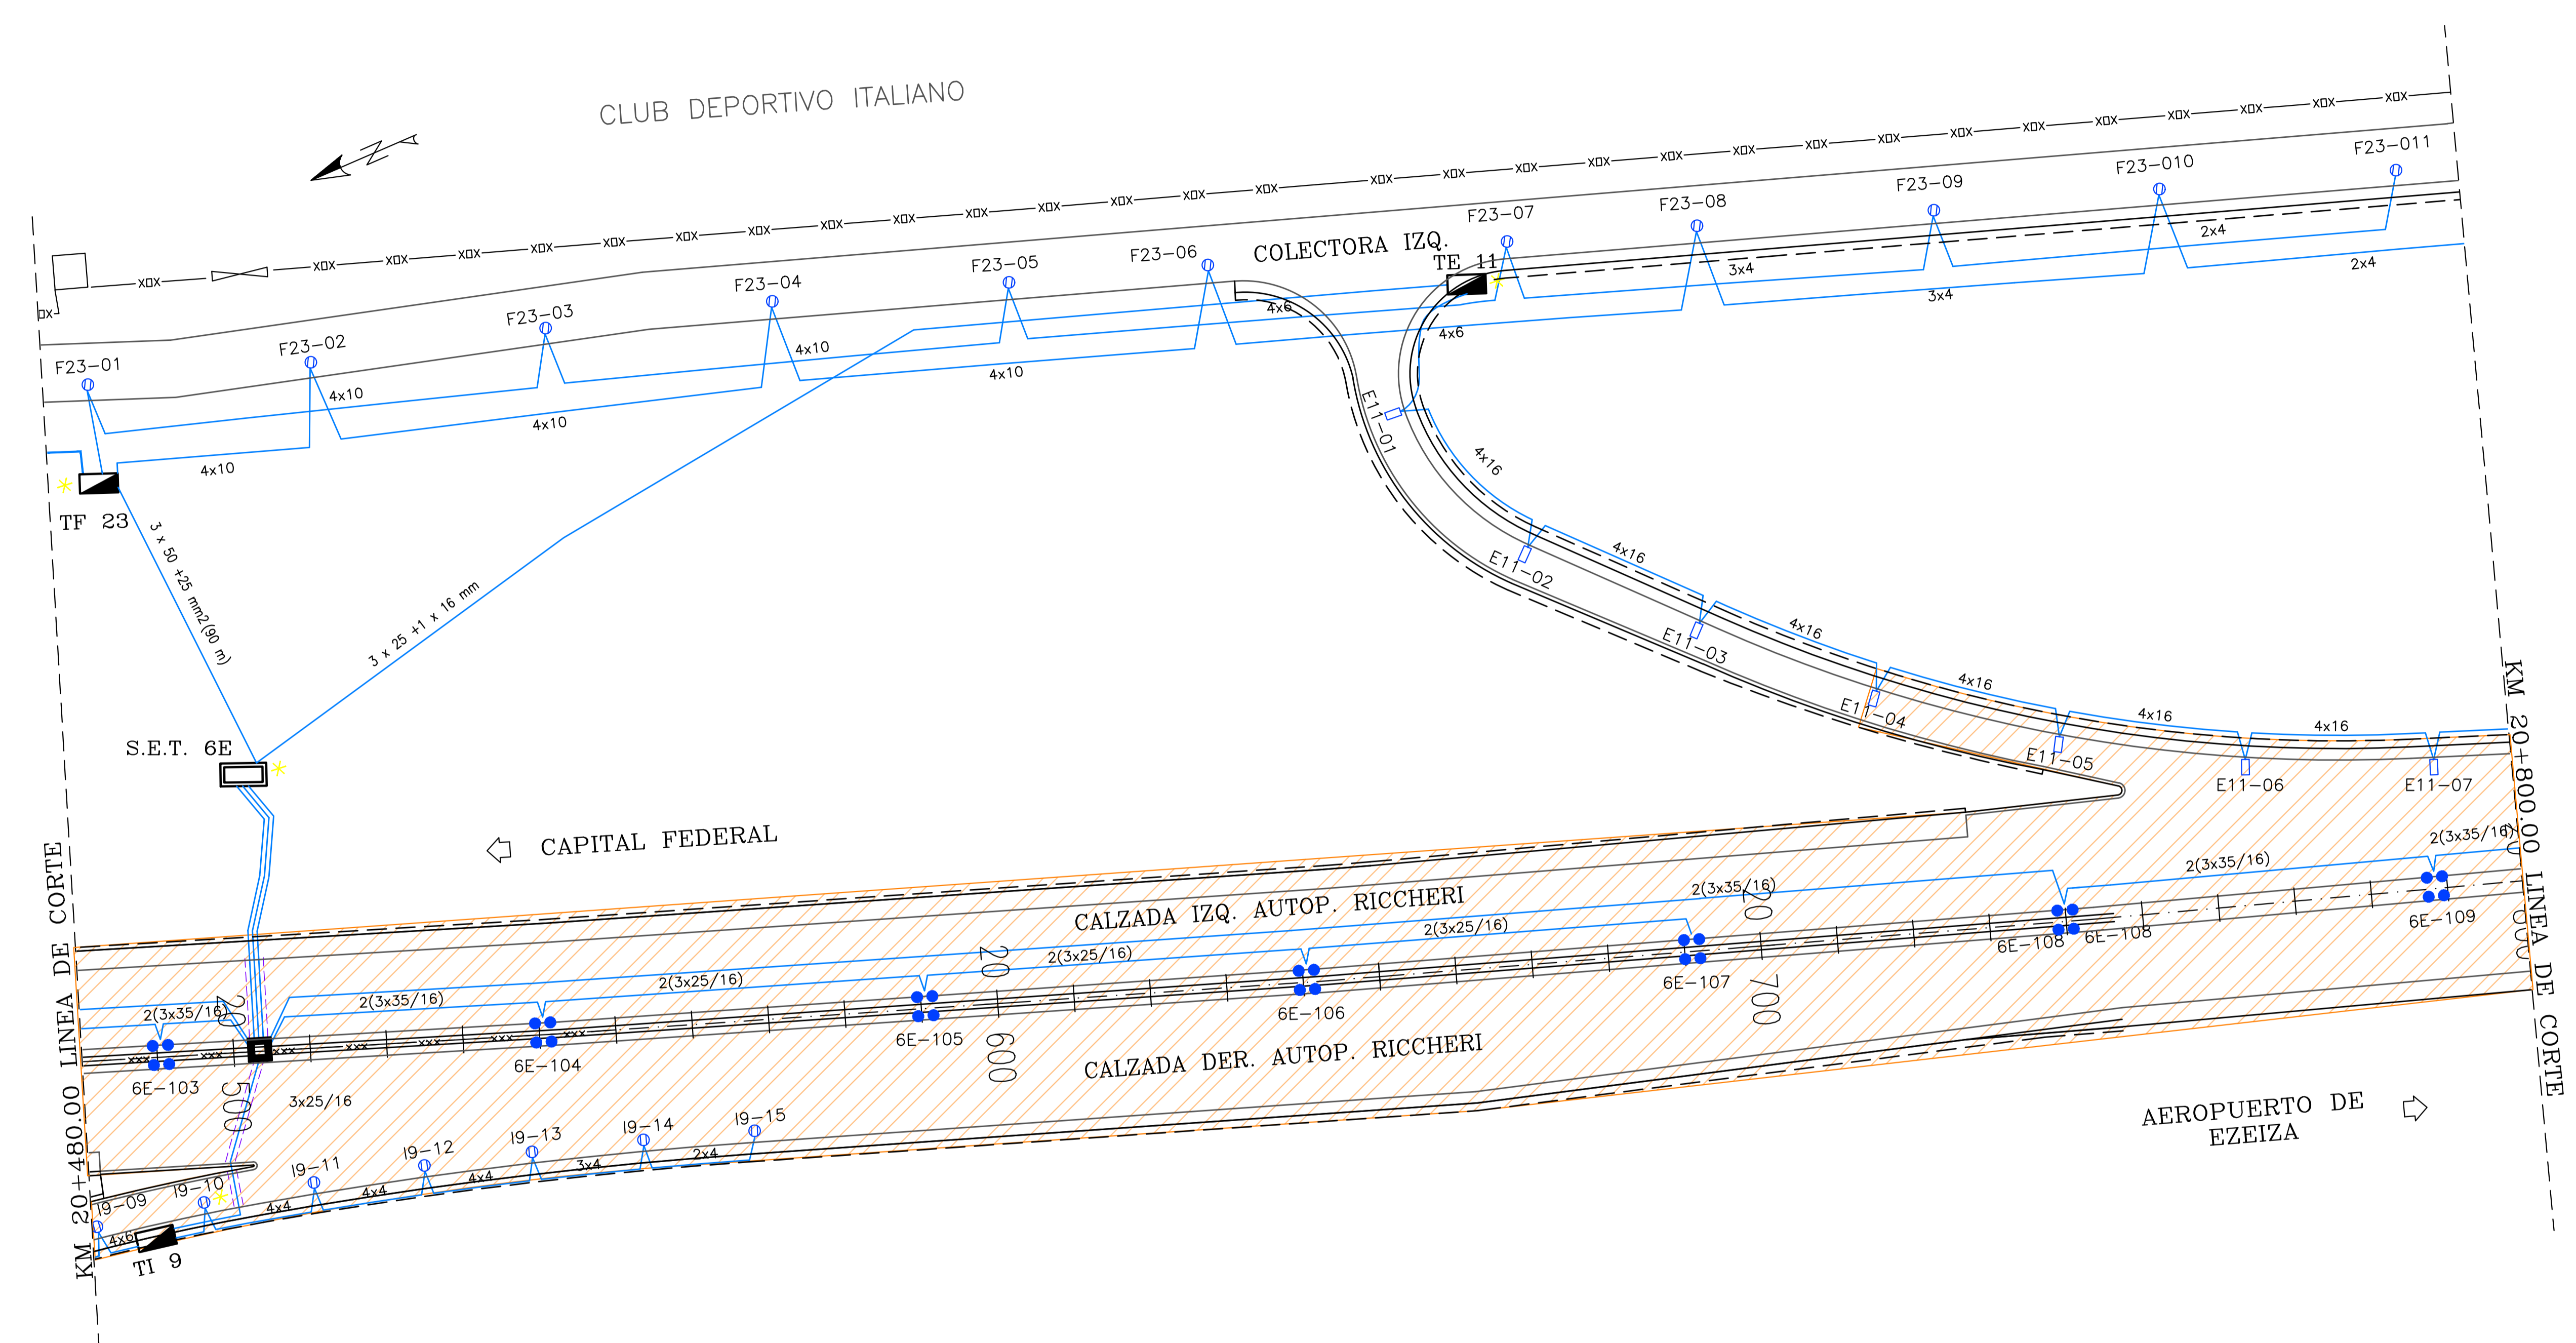 CLUB DEPORTIVO ITALIANO
N
F23-01
F23-02
F23-03
F23-04
F23-05
F23-06
COLECTORA IZQ.
TE 11
F23-07
F23-08
F23-09
F23-010
F23-011
4x10
4x10
4x10
4x10
4x10
4x6
4x6
3x4
3x4
2x4
2x4
TF 23
3 x 50 +25 mm2(90 m)
3 x 25 +1 x 16 mm
S.E.T. 6E
E11-01
E11-02
E11-03
E11-04
E11-05
E11-06
E11-07
4x16
4x16
4x16
4x16
4x16
4x16
CAPITAL FEDERAL
CALZADA IZQ. AUTOP. RICCHERI
CALZADA DER. AUTOP. RICCHERI
2(3x35/16)
2(3x35/16)
2(3x25/16)
2(3x25/16)
2(3x25/16)
2(3x35/16)
2(3x35/16)
2(3x35/16)
6E-103
6E-104
6E-105
6E-106
6E-107
6E-108
6E-108
6E-109
20 500
20 600
20 700
3x25/16
I9-09
I9-10
I9-11
I9-12
I9-13
I9-14
I9-15
4x6
4x4
4x4
4x4
3x4
2x4
TI 9
AEROPUERTO DE
EZEIZA
KM 20+480.00 LINEA DE CORTE
KM 20+800.00 LINEA DE CORTE